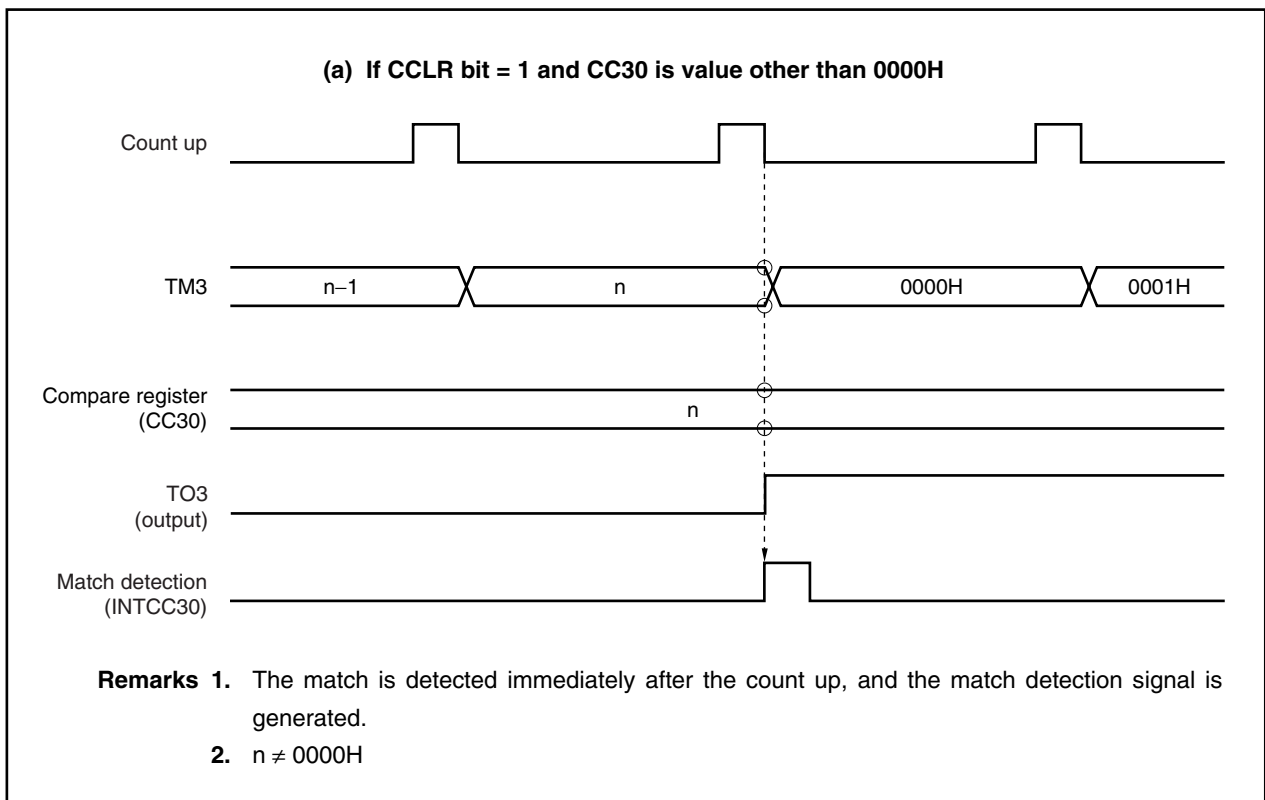 (a) If CCLR bit = 1 and CC30 is value other than 0000H
Count up
TM3
n–1
n
0000H
0001H
Compare register
(CC30)
n
TO3
(output)
Match detection
(INTCC30)
Remarks 1. The match is detected immediately after the count up, and the match detection signal is
generated.
2. n ≠ 0000H